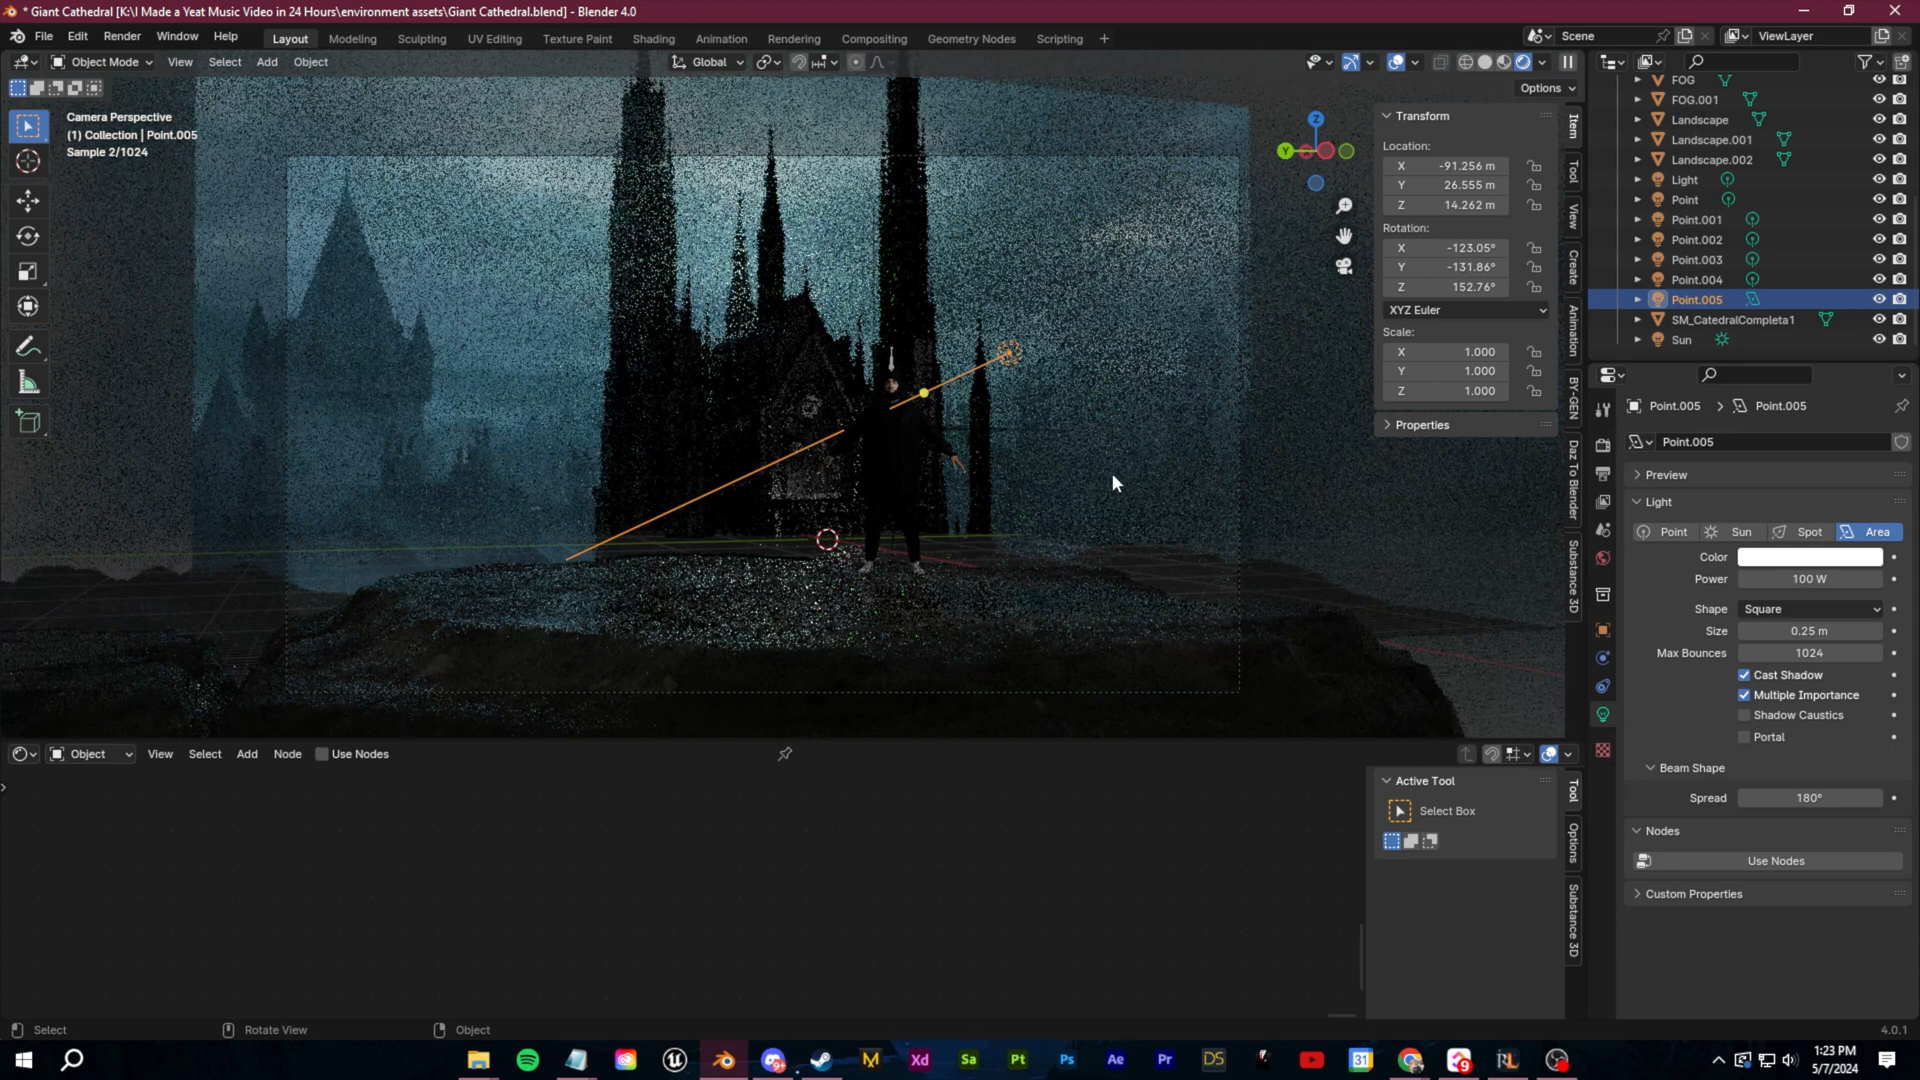 * Giant Cathedral [K:\I Made a Yeat Music Video in 24 Hours\environment assets\Giant Cathedral.blend] - Blender 4.0
File Edit Render Window Help
Layout Modeling Sculpting UV Editing Texture Paint Shading Animation Rendering Compositing Geometry Nodes Scripting +
Scene
ViewLayer
Object Mode View Select Add Object
Global
Options
Camera Perspective
(1) Collection | Point.005
Sample 2/1024
Z
Y
Transform
Location:
X -91.256 m
Y 26.555 m
Z 14.262 m
Rotation:
X -123.05°
Y -131.86°
Z 152.76°
XYZ Euler
Scale:
X 1.000
Y 1.000
Z 1.000
Properties
Item
Tool
View
Create
Animation
BY-GEN
Daz To Blender
Substance 3D
FOG
FOG.001
Landscape
Landscape.001
Landscape.002
Light
Point
Point.001
Point.002
Point.003
Point.004
Point.005
SM_CatedralCompleta1
Sun
Point.005 > Point.005
Point.005
Preview
Light
Point Sun Spot Area
Color
Power 100 W
Shape Square
Size 0.25 m
Max Bounces 1024
Cast Shadow
Multiple Importance
Shadow Caustics
Portal
Beam Shape
Spread 180°
Nodes
Use Nodes
Custom Properties
Object View Select Add Node Use Nodes
Active Tool
Select Box
Tool
Options
Substance 3D
Select
Rotate View
Object
4.0.1
Xd Sa Pt Ps Ae Pr DS 31
1:23 PM
5/7/2024